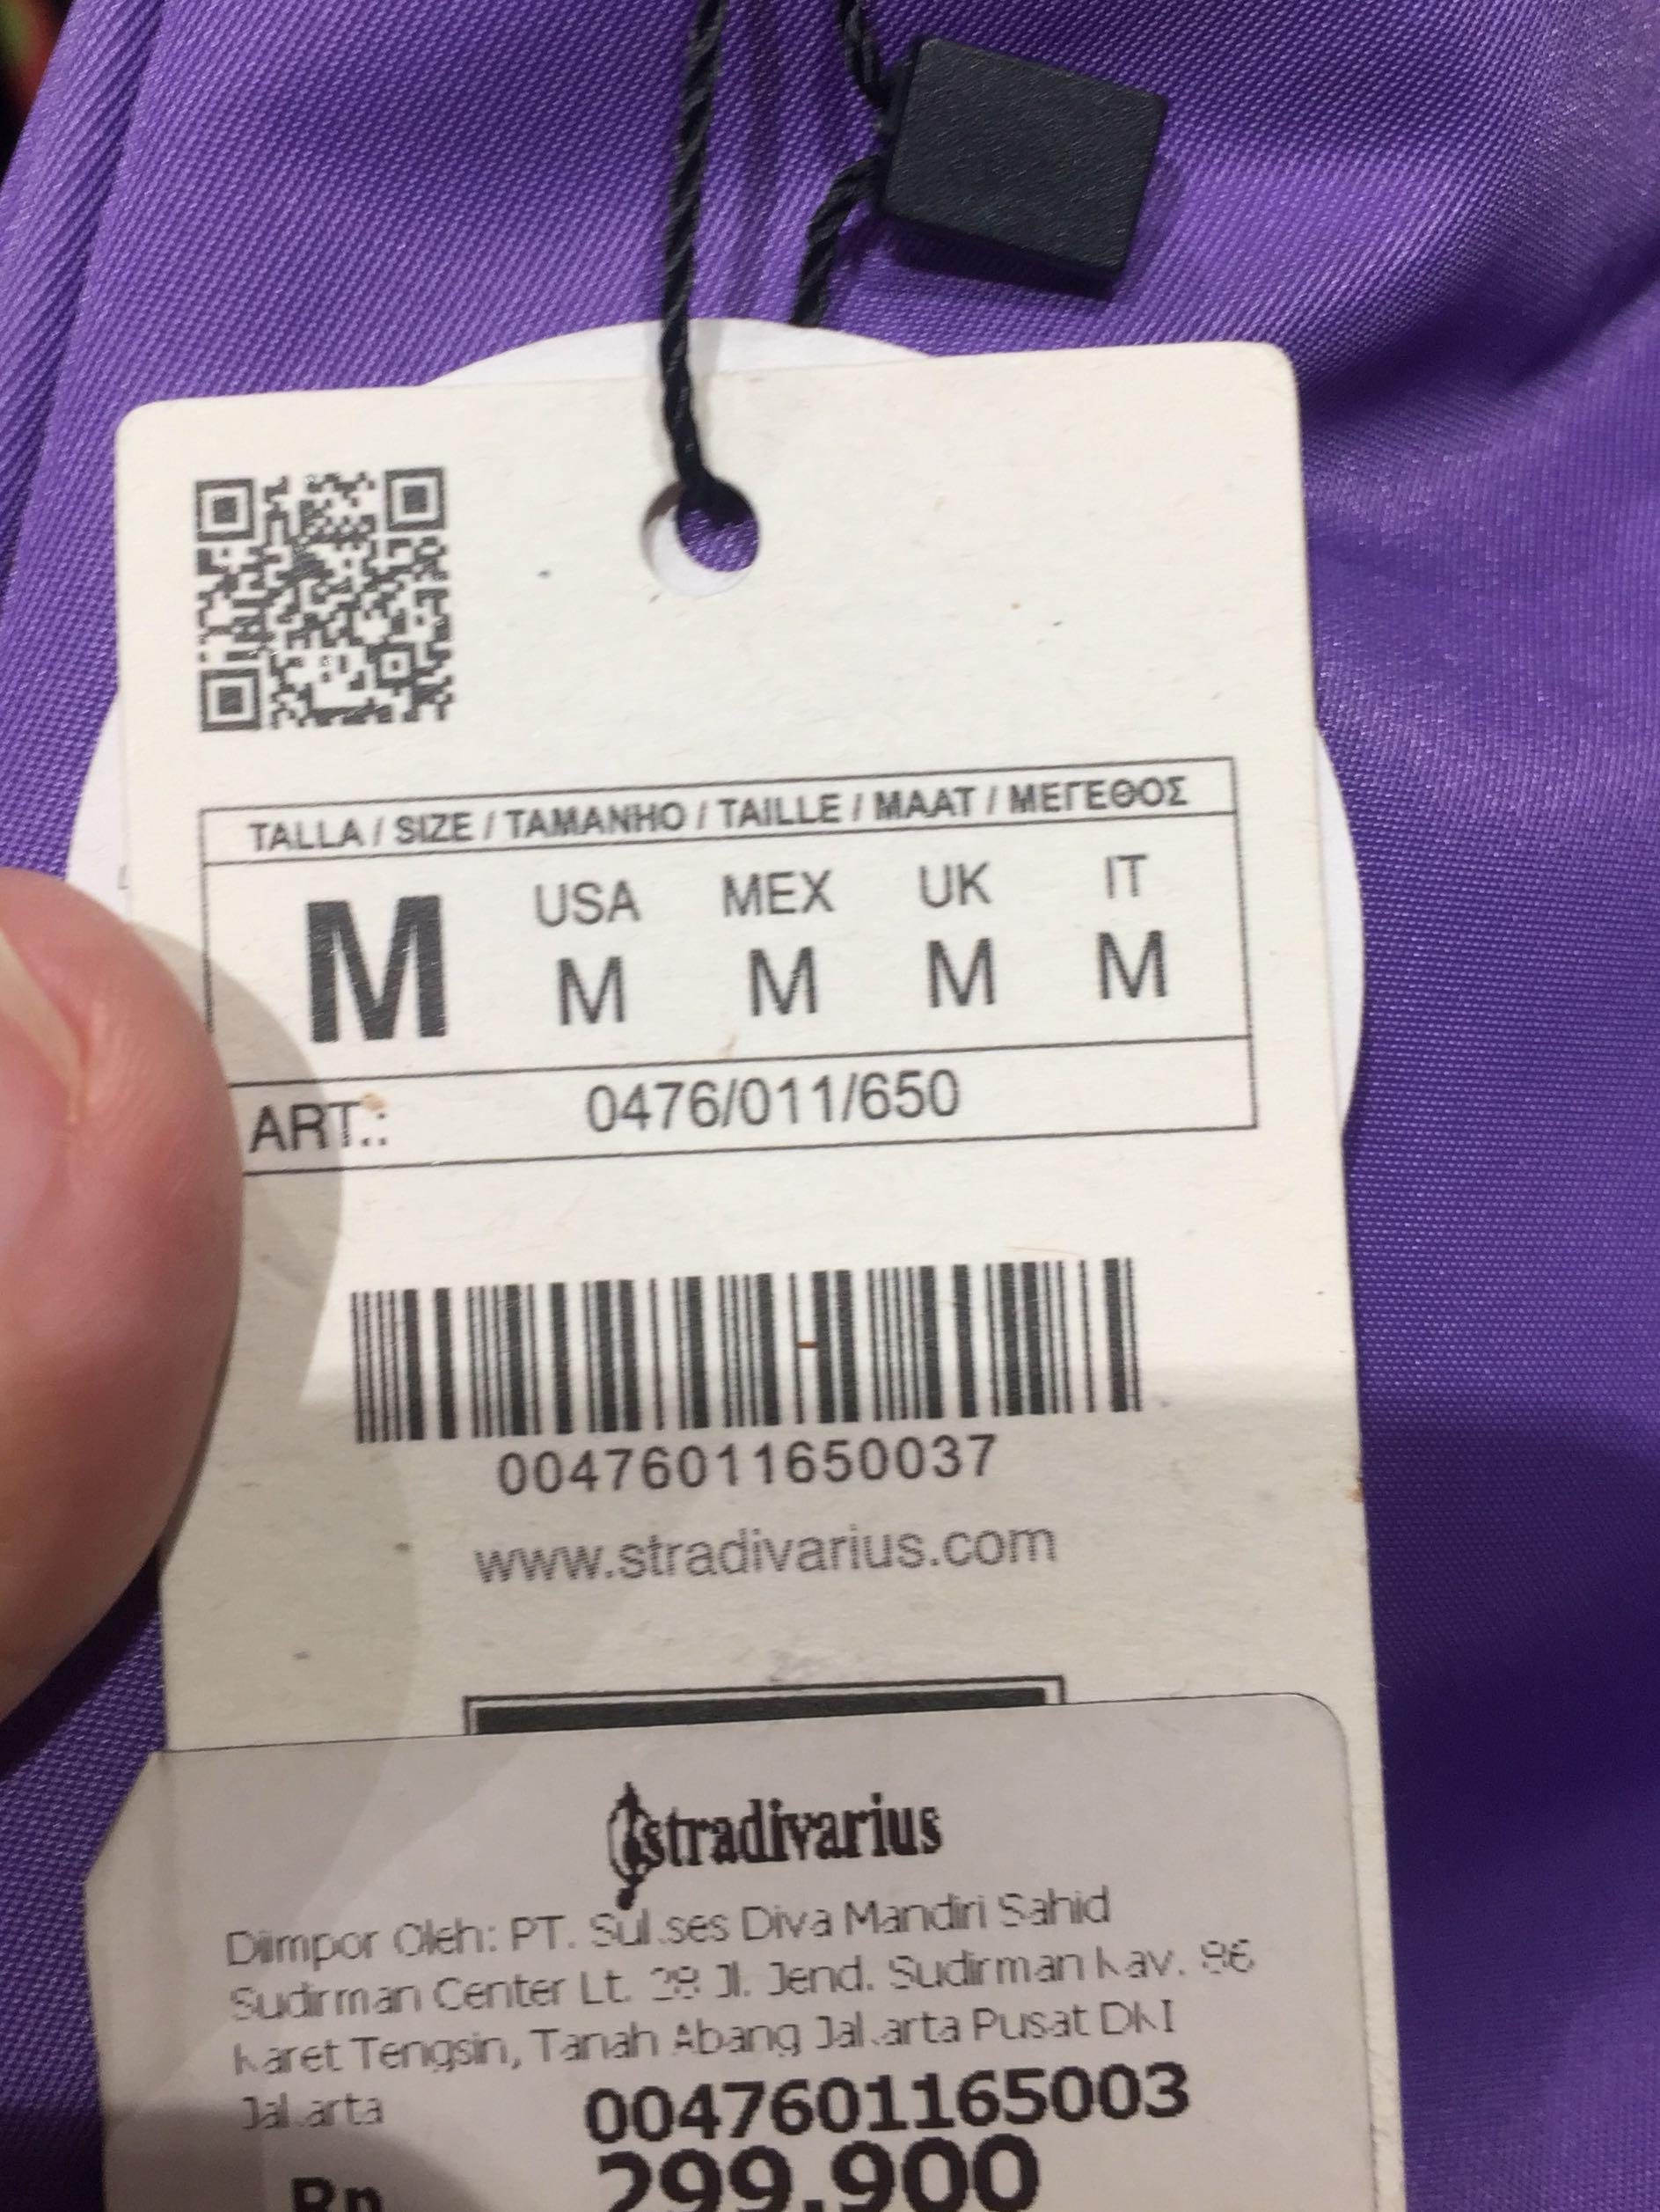 TALLA / SIZE / TAMANHO / TAILLE / MAAT / ΜΕΓΕΘΟΣ
M USA MEX UK IT
M M M M
ART.: 0476/011/650
00476011650037
www.stradivarius.com
stradivarius
Diimpor Oleh: PT. Sukses Diva Mandiri Sahid
Sudirman Center Lt. 28 Jl. Jend. Sudirman Kav. 86
Karet Tengsin, Tanah Abang Jakarta Pusat DKI
Jakarta 0047601165003
Rp 299.900